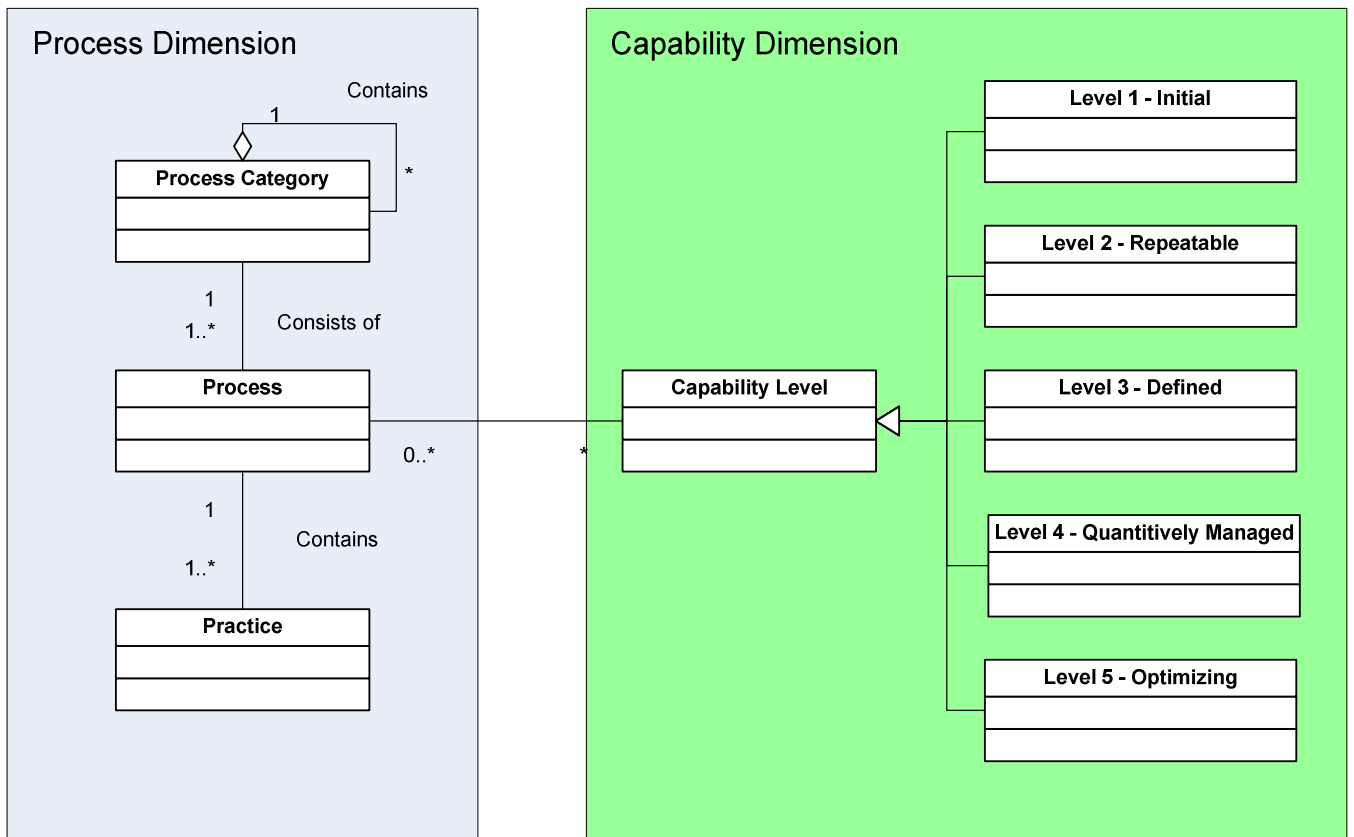 Process Dimension
Contains
1
*
Process Category
1
1..*
Consists of
Process
0..*
*
1
Contains
1..*
Practice
Capability Dimension
Capability Level
Level 1 - Initial
Level 2 - Repeatable
Level 3 - Defined
Level 4 - Quantitively Managed
Level 5 - Optimizing